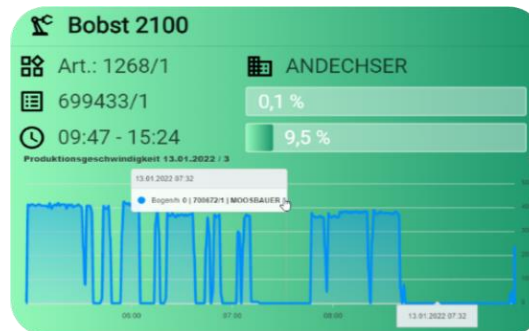 Bobst 2100
Art.: 1268/1
ANDECHSER
699433/1
0,1 %
09:47 - 15:24
9,5 %
Produktionsgeschwindigkeit 13.01.2022 / 3
13.01.2022 07:32
Bogen/h 0 | 700672/1 | MOOSBAUER
06:00
07:00
08:00
13.01.2022 07:32